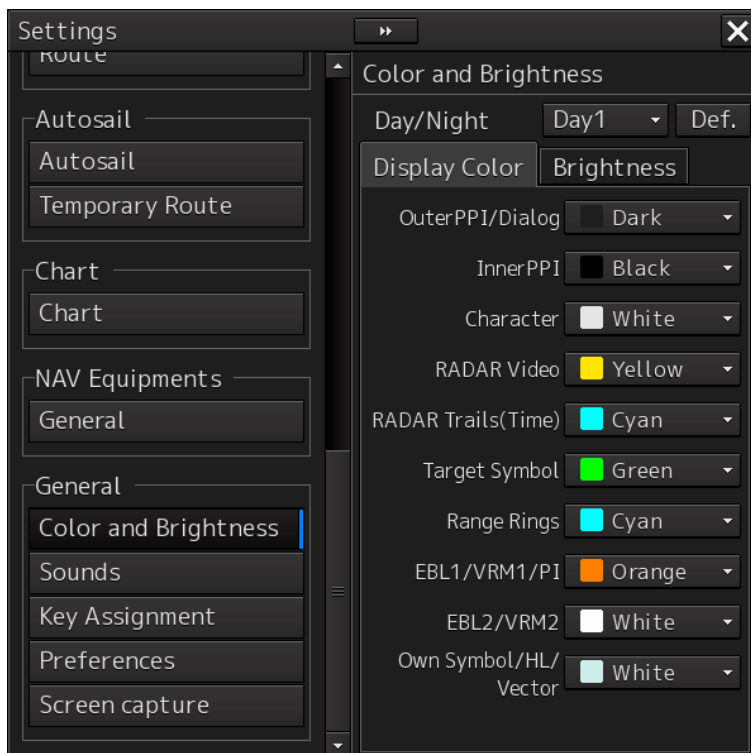 Settings
Route
Autosail
Autosail
Temporary Route
Chart
Chart
NAV Equipments
General
General
Color and Brightness
Sounds
Key Assignment
Preferences
Screen capture
Color and Brightness
Day/Night Day1 Def.
Display Color Brightness
OuterPPI/Dialog Dark
InnerPPI Black
Character White
RADAR Video Yellow
RADAR Trails(Time) Cyan
Target Symbol Green
Range Rings Cyan
EBL1/VRM1/PI Orange
EBL2/VRM2 White
Own Symbol/HL/
Vector White